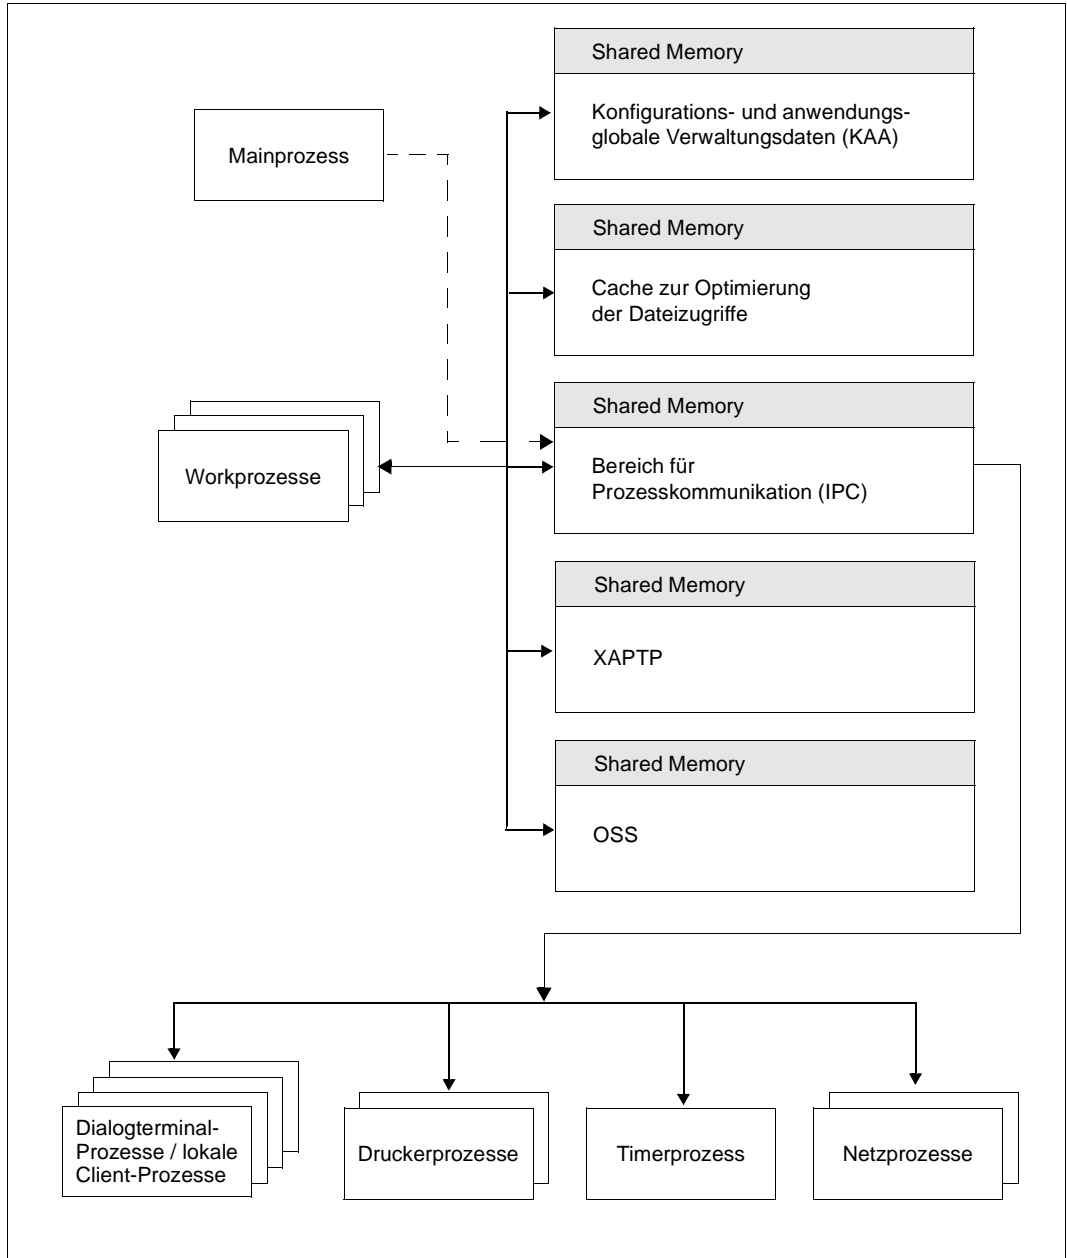 Shared Memory
Konfigurations- und anwendungs-
globale Verwaltungsdaten (KAA)
Mainprozess
Shared Memory
Cache zur Optimierung
der Dateizugriffe
Shared Memory
Bereich für
Prozesskommunikation (IPC)
Workprozesse
Shared Memory
XAPTP
Shared Memory
OSS
Dialogterminal-
Prozesse / lokale
Client-Prozesse
Druckerprozesse
Timerprozess
Netzprozesse